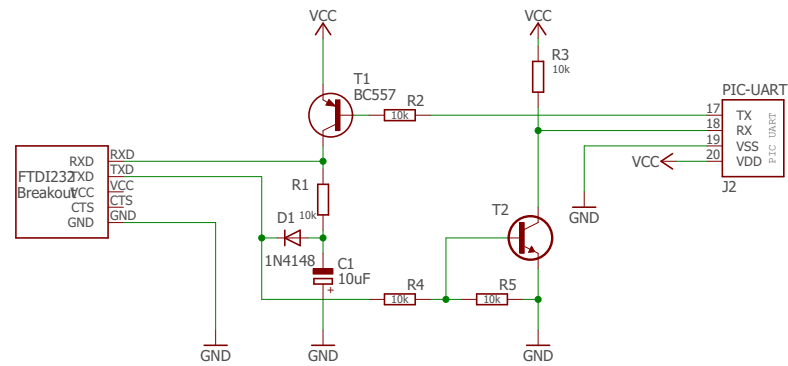 VCC
VCC
T1
BC557
R3
10k
R2
10k
PIC-UART
17
TX
18
RX
19
VSS
20
VDD
PIC UART
J2
VCC
GND
FTDI232
Breakout
RXD
RXD
TXD
TXD
VCC
VCC
CTS
CTS
GND
GND
R1
10k
D1
1N4148
C1
10uF
+
T2
R4
10k
R5
10k
GND
GND
GND